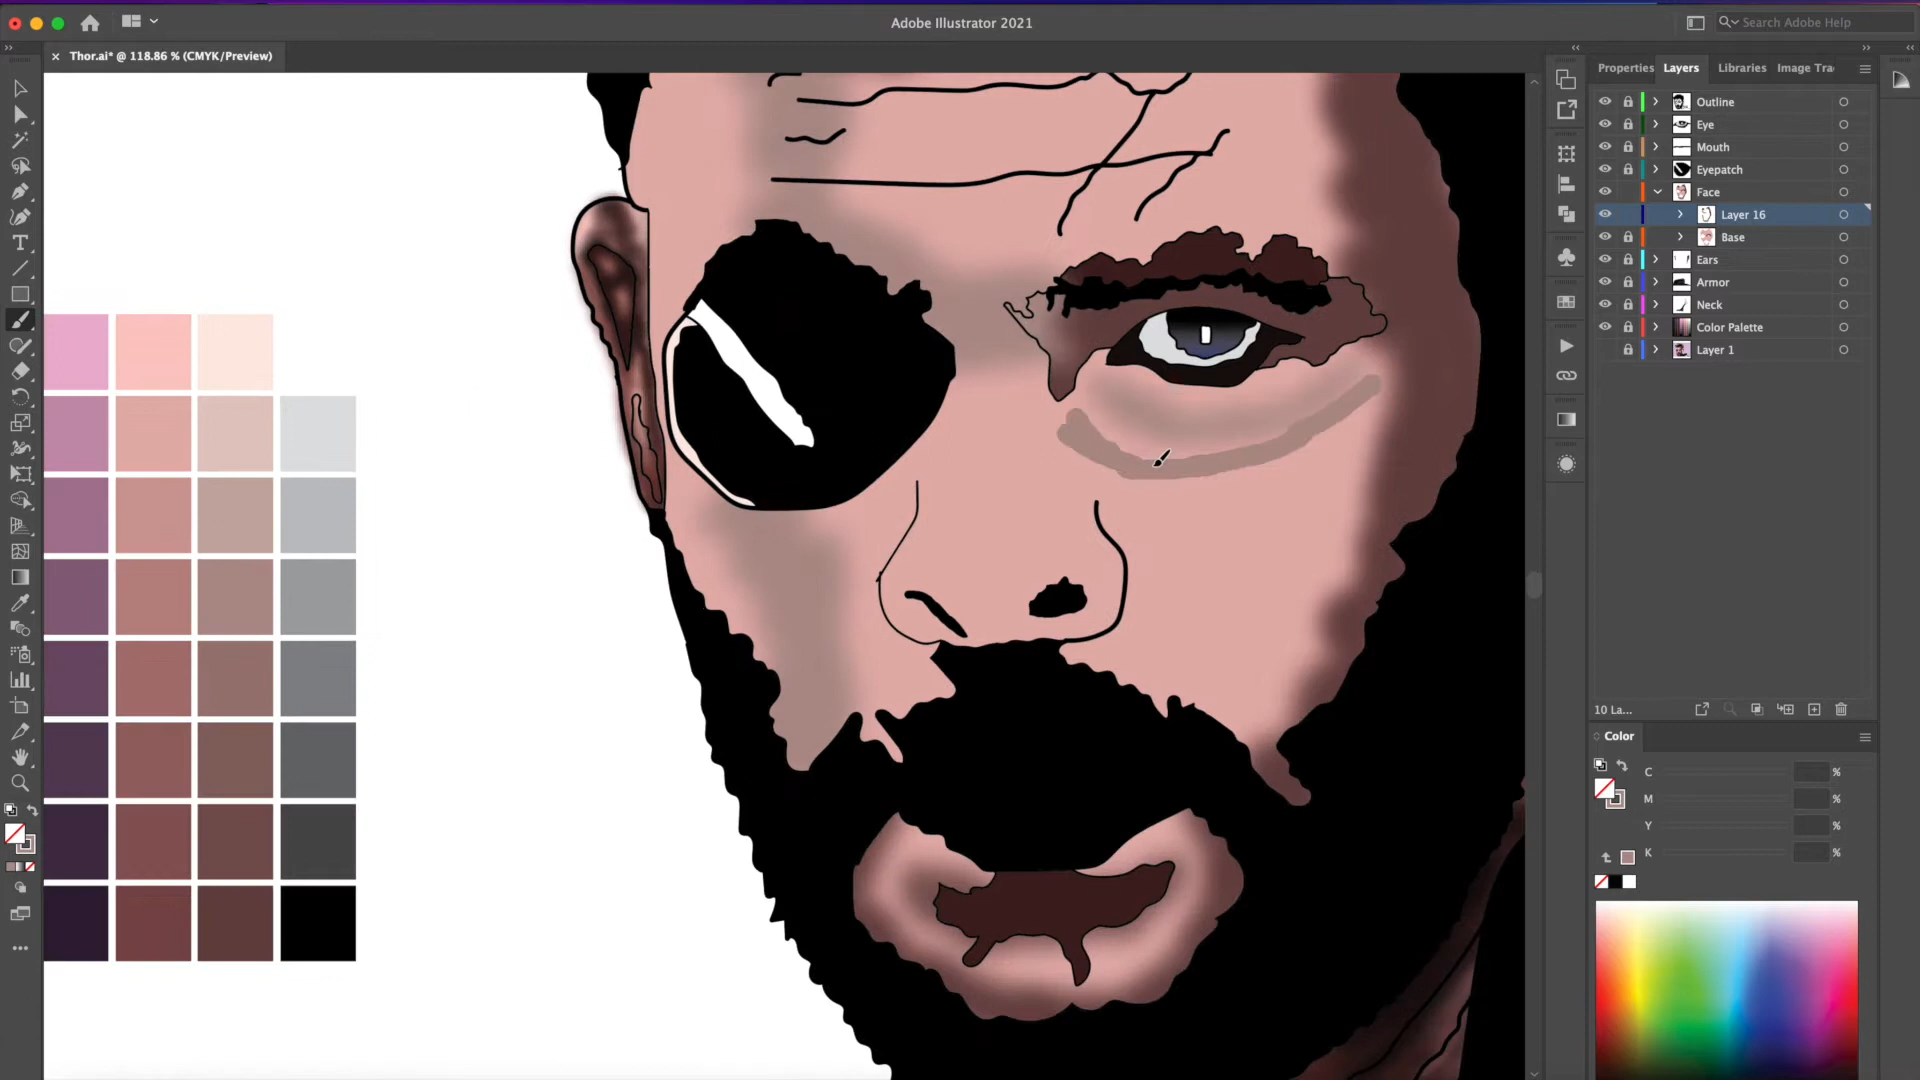 Adobe Illustrator 2021
Search Adobe Help
Thor.ai* @ 118.86 % (CMYK/Preview)
Properties Layers Libraries Image Tra
Outline
Eye
Mouth
Eyepatch
Face
Layer 16
Base
Ears
Armor
Neck
Color Palette
Layer 1
10 La...
Color
C %
M %
Y %
K %